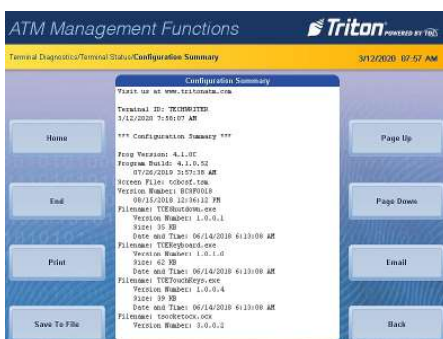 ATM Management Functions
Triton POWERED BY
Terminal Diagnostics/Terminal Status/Configuration Summary
3/12/2020 07:57 AM
Configuration Summary
Visit us at www.tritonatm.com
Terminal ID: TECHWRITER
3/12/2020 7:56:07 AM
*** Configuration Summary ***
Prog Version: 4.1.0C
Program Build: 4.1.0.52
07/26/2019 3:57:38 AM
Screen File: tcbcsf.tsm
Version Number: BCSF0018
08/15/2018 12:36:12 PM
Filename: TCEShutdown.exe
Version Number: 1.0.0.1
Size: 35 KB
Date and Time: 06/14/2018 6:13:08 AM
Filename: TCEKeyboard.exe
Version Number: 1.0.1.0
Size: 62 KB
Date and Time: 06/14/2018 6:13:08 AM
Filename: TCETouchKeys.exe
Version Number: 1.0.0.4
Size: 39 KB
Date and Time: 06/14/2018 6:13:08 AM
Filename: tsocketocx.ocx
Version Number: 3.0.0.2
Home
End
Print
Save To File
Page Up
Page Down
Email
Back